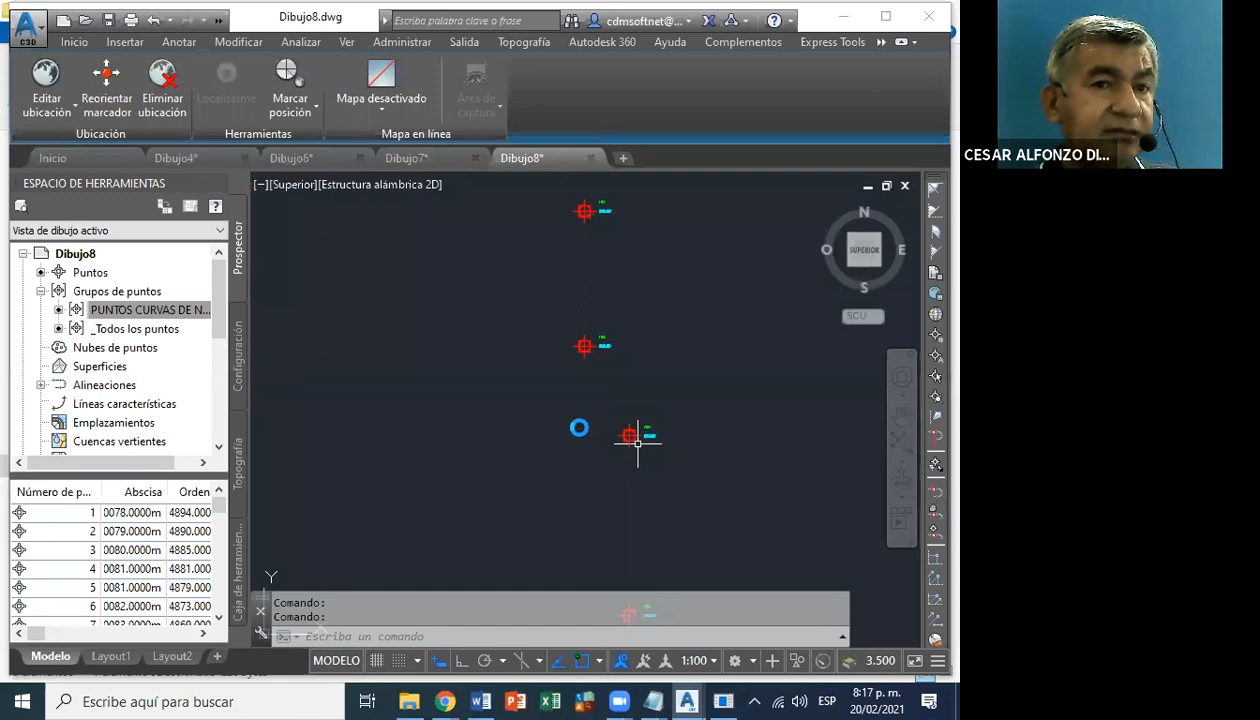 Dibujo8.dwg
Escriba palabra clave o frase
cdmsoftnet@...
C3D
Inicio Insertar Anotar Modificar Analizar Ver Administrar Salida Topografía Autodesk 360 Ayuda Complementos Express Tools
Editar ubicación
Reorientar marcador
Eliminar ubicación
Localizarme
Marcar posición
Mapa desactivado
Área de captura
Ubicación Herramientas Mapa en línea
Inicio Dibujo4* Dibujo6* Dibujo7* Dibujo8*
ESPACIO DE HERRAMIENTAS
Vista de dibujo activo
Dibujo8
Puntos
Grupos de puntos
PUNTOS CURVAS DE N...
_Todos los puntos
Nubes de puntos
Superficies
Alineaciones
Líneas características
Emplazamientos
Cuencas vertientes
Prospector
Configuración
Topografía
Caja de herramien...
Número de p... Abscisa Orden
1 0078.0000m 4894.000
2 0079.0000m 4890.000
3 0080.0000m 4885.000
4 0081.0000m 4881.000
5 0081.0000m 4879.000
6 0082.0000m 4873.000
7 0083.0000m 4869.000
[−][Superior][Estructura alámbrica 2D]
N
O SUPERIOR E
S
SCU
Y
Comando:
Comando:
Escriba un comando
Modelo Layout1 Layout2 +
MODELO 1:100 3.500
Escribe aquí para buscar
ESP
8:17 p. m.
20/02/2021
CESAR ALFONZO DI...